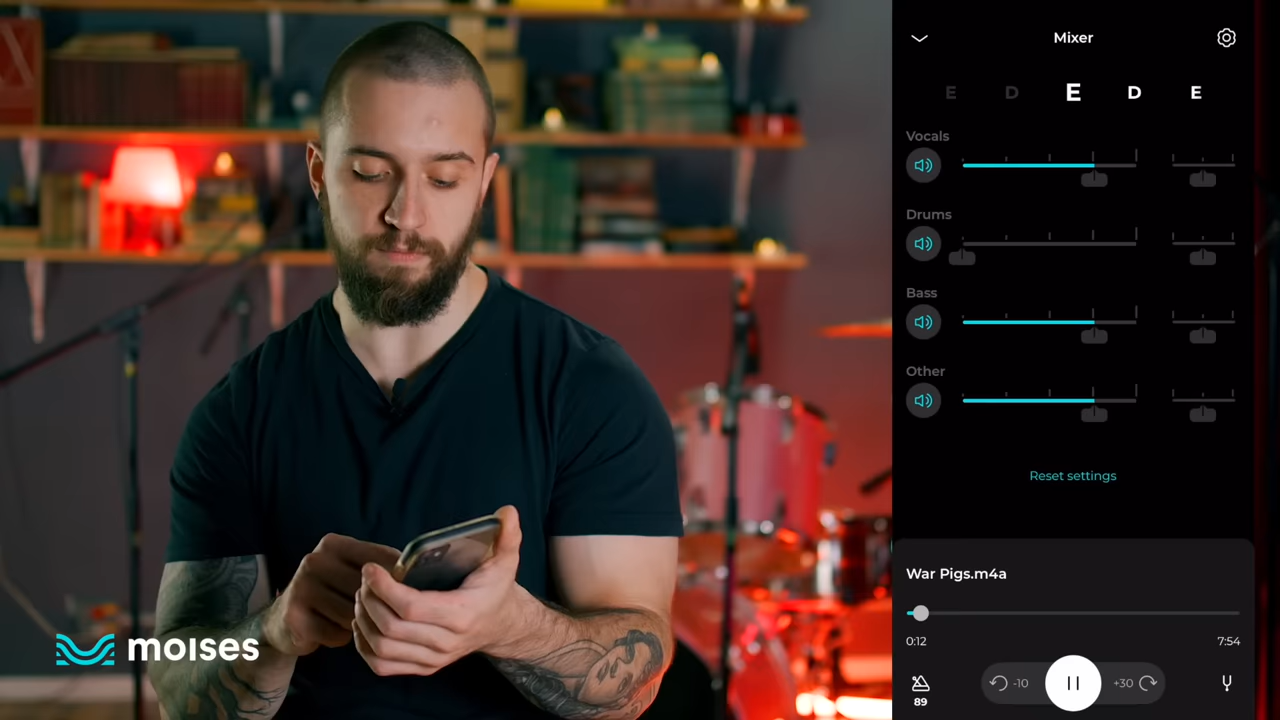 Mixer
E D E D E
Vocals
Drums
Bass
Other
Reset settings
War Pigs.m4a
0:12 7:54
89 -10 +30
moises